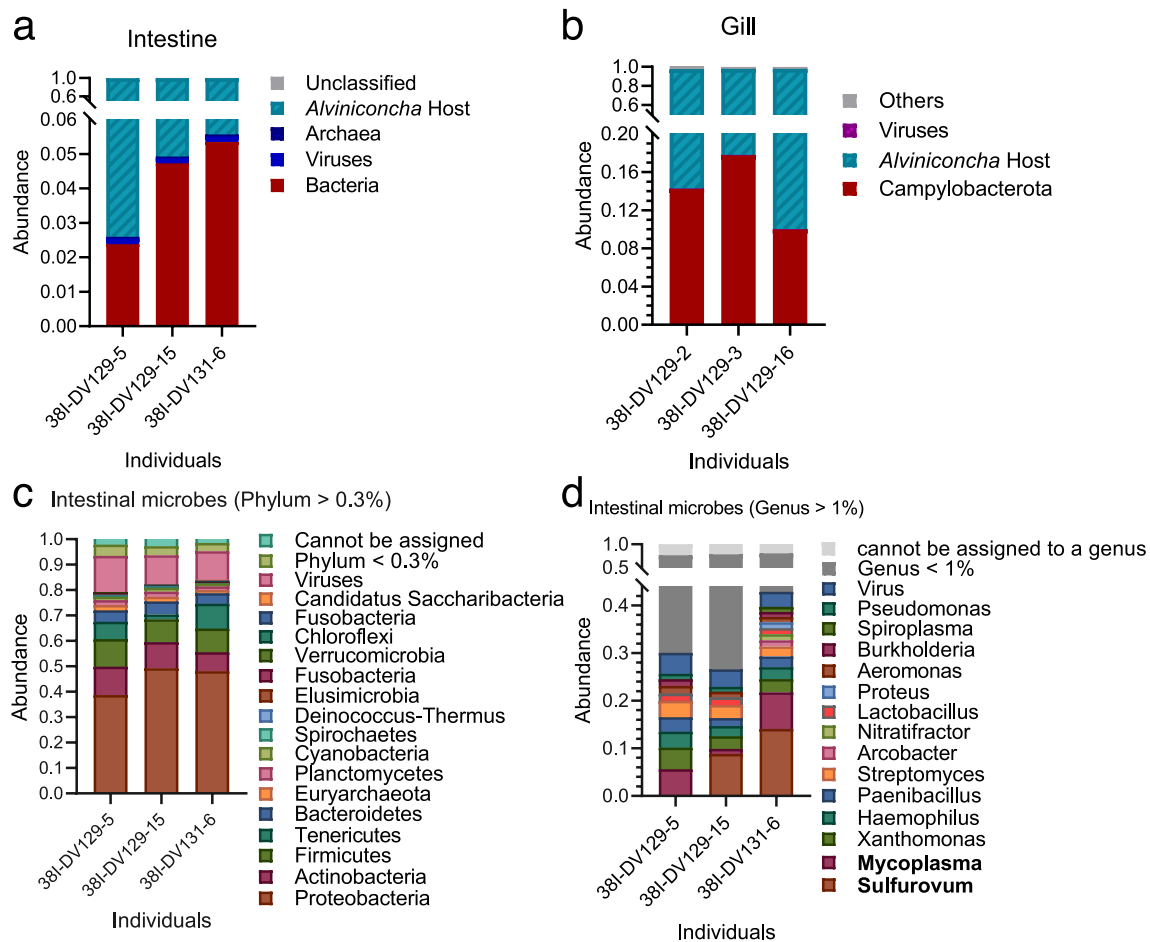 a
Intestine
1.0
0.6
0.06
0.05
0.04
0.03
0.02
0.01
0.00
Abundance
38I-DV129-5
38I-DV129-15
38I-DV131-6
Individuals
Unclassified
Alviniconcha Host
Archaea
Viruses
Bacteria
b
Gill
1.0
0.8
0.6
0.20
0.16
0.12
0.08
0.04
0.00
Abundance
38I-DV129-2
38I-DV129-3
38I-DV129-16
Individuals
Others
Viruses
Alviniconcha Host
Campylobacterota
c
Intestinal microbes (Phylum > 0.3%)
1.0
0.9
0.8
0.7
0.6
0.5
0.4
0.3
0.2
0.1
0.0
Abundance
38I-DV129-5
38I-DV129-15
38I-DV131-6
Individuals
Cannot be assigned
Phylum < 0.3%
Viruses
Candidatus Saccharibacteria
Fusobacteria
Chloroflexi
Verrucomicrobia
Fusobacteria
Elusimicrobia
Deinococcus-Thermus
Spirochaetes
Cyanobacteria
Planctomycetes
Euryarchaeota
Bacteroidetes
Tenericutes
Firmicutes
Actinobacteria
Proteobacteria
d
Intestinal microbes (Genus > 1%)
1.0
0.5
0.4
0.3
0.2
0.1
0.0
Abundance
38I-DV129-5
38I-DV129-15
38I-DV131-6
Individuals
cannot be assigned to a genus
Genus < 1%
Virus
Pseudomonas
Spiroplasma
Burkholderia
Aeromonas
Proteus
Lactobacillus
Nitratifractor
Arcobacter
Streptomyces
Paenibacillus
Haemophilus
Xanthomonas
Mycoplasma
Sulfurovum